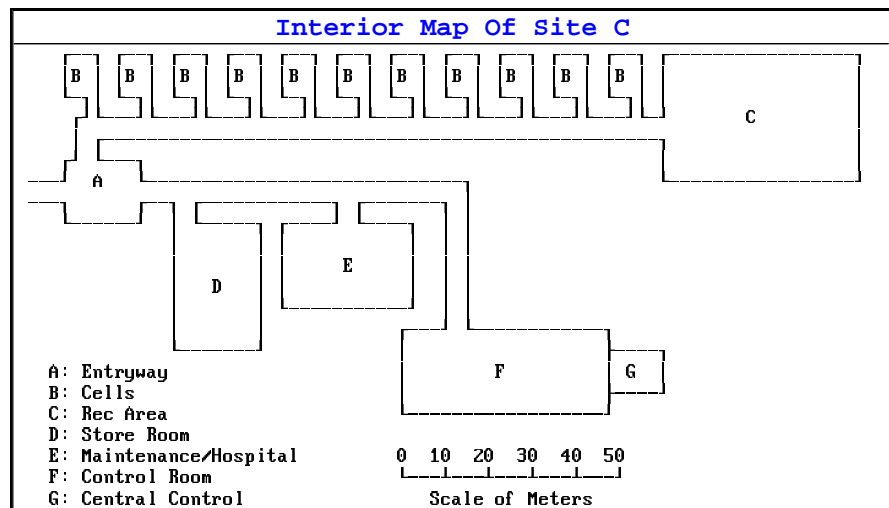 Interior Map Of Site C
B B B B B B B B B B B
C
A
E
D
F G
A: Entryway
B: Cells
C: Rec Area
D: Store Room
E: Maintenance/Hospital
F: Control Room
G: Central Control
0 10 20 30 40 50
Scale of Meters